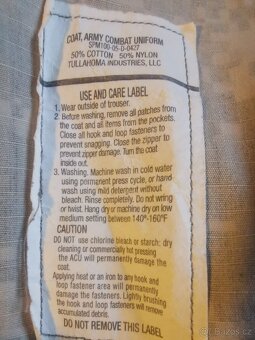 COAT, ARMY COMBAT UNIFORM
SPM100-05-D-0427
50% COTTON 50% NYLON
TULLAHOMA INDUSTRIES, LLC
USE AND CARE LABEL
1. Wear outside of trouser.
2. Before washing, remove all patches from
the coat and all items from the pockets.
Close all hook and loop fasteners to
prevent snagging. Close the zipper to
prevent zipper damage. Turn the coat
inside out.
3. Washing. Machine wash in cold water
using permanent press cycle, or hand
wash using mild detergent without
bleach. Rinse completely. Do not wring
or twist. Hang dry or machine dry on low
medium setting between 140°-160°F
CAUTION
DO NOT use chlorine bleach or starch; dry
cleaning or commercially hot pressing
the ACU will permanently damage the
coat.
Applying heat or an iron to any hook and
loop fastener area will permanently
damage the fasteners. Lightly brushing
the hook and loop fasteners will remove
accumulated debris.
DO NOT REMOVE THIS LABEL